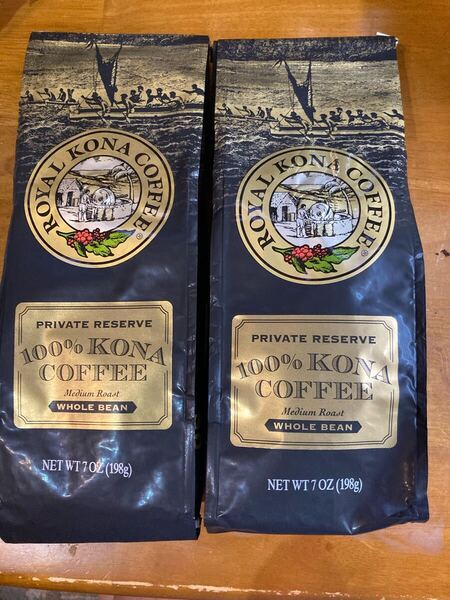 ROYAL KONA COFFEE
®
PRIVATE RESERVE
100% KONA
COFFEE
Medium Roast
WHOLE BEAN
NET WT 7 OZ (198g)
ROYAL KONA COFFEE
®
PRIVATE RESERVE
100% KONA
COFFEE
Medium Roast
WHOLE BEAN
NET WT 7 OZ (198g)